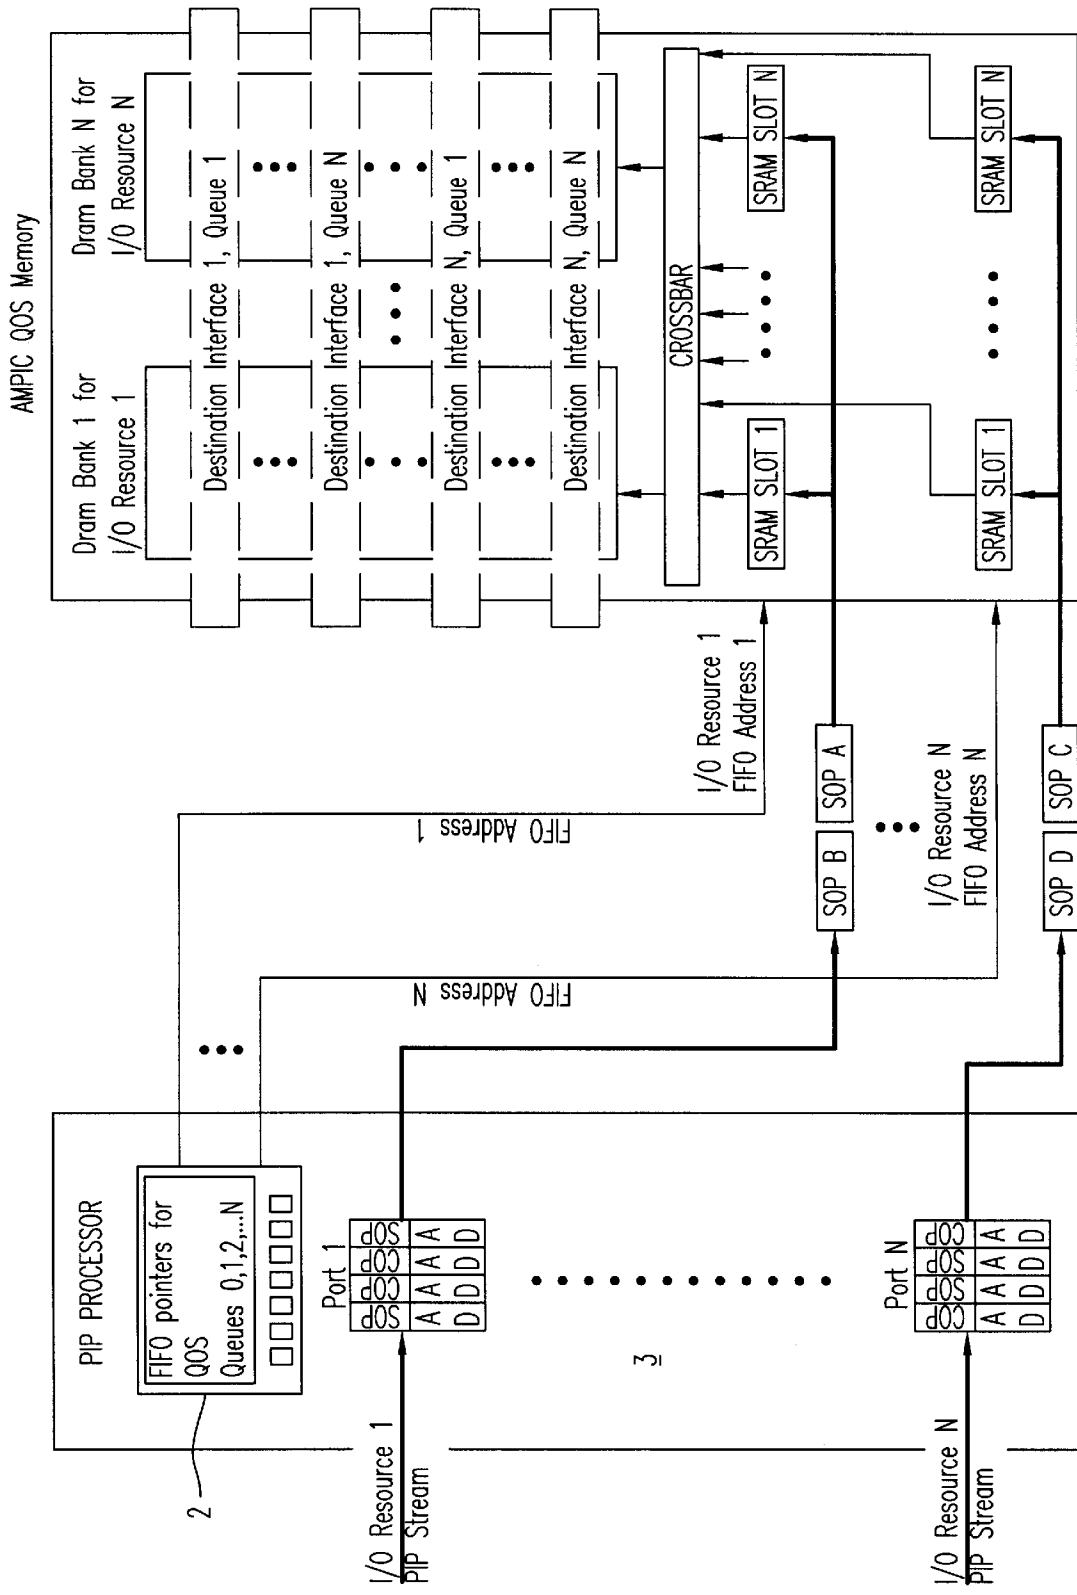 AMPIC QOS Memory
Dram Bank 1 for
I/O Resource 1
Dram Bank N for
I/O Resource N
Destination Interface 1, Queue 1
Destination Interface 1, Queue N
Destination Interface N, Queue 1
Destination Interface N, Queue N
CROSSBAR
SRAM SLOT 1
SRAM SLOT N
SRAM SLOT 1
SRAM SLOT N
PIP PROCESSOR
FIFO pointers for
QOS
Queues 0,1,2,...N
2
FIFO Address 1
FIFO Address N
I/O Resource 1
FIFO Address 1
I/O Resource N
FIFO Address N
I/O Resource 1
PIP Stream
Port 1
SOP COP COP SOP
A A A A
D D D D
SOP B
SOP A
3
I/O Resource N
PIP Stream
Port N
COP SOP SOP COP
A A A A
D D D D
SOP D
SOP C